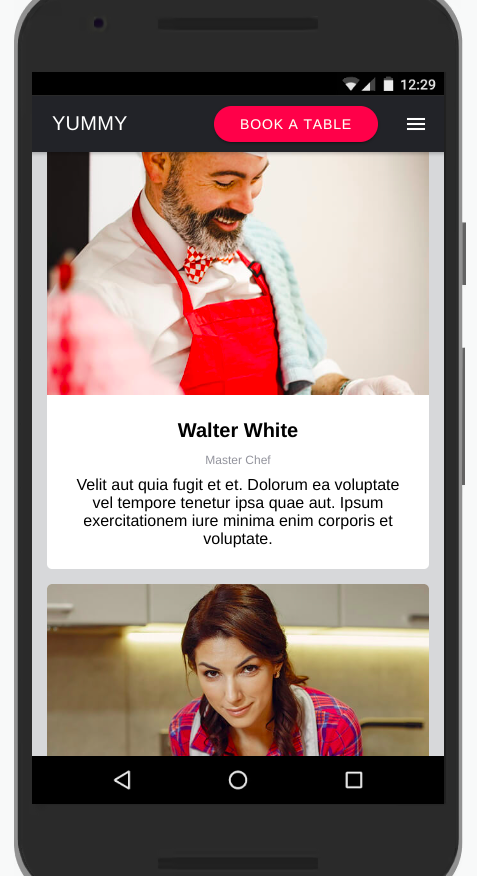 12:29
YUMMY
BOOK A TABLE
Walter White
Master Chef
Velit aut quia fugit et et. Dolorum ea voluptate
vel tempore tenetur ipsa quae aut. Ipsum
exercitationem iure minima enim corporis et
voluptate.